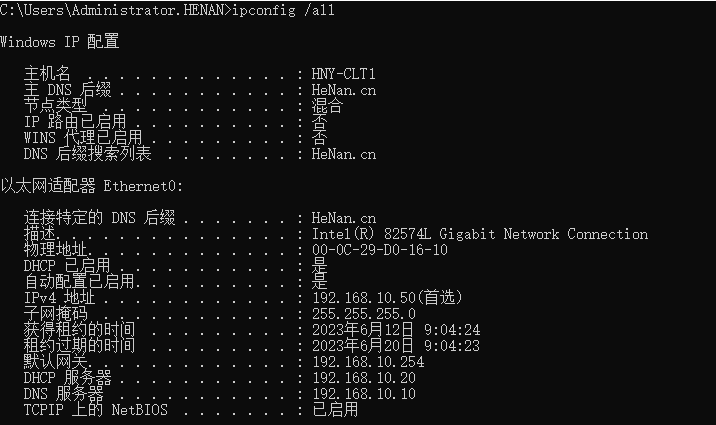 C:\Users\Administrator.HENAN>ipconfig /all
Windows IP 配置
主机名 . . . . . . . . . . . . . : HNY-CLT1
主 DNS 后缀 . . . . . . . . . . . : HeNan.cn
节点类型 . . . . . . . . . . . . : 混合
IP 路由已启用 . . . . . . . . . . : 否
WINS 代理已启用 . . . . . . . . . : 否
DNS 后缀搜索列表 . . . . . . . . : HeNan.cn
以太网适配器 Ethernet0:
连接特定的 DNS 后缀 . . . . . . . : HeNan.cn
描述. . . . . . . . . . . . . . . : Intel(R) 82574L Gigabit Network Connection
物理地址. . . . . . . . . . . . . : 00-0C-29-D0-16-10
DHCP 已启用 . . . . . . . . . . . : 是
自动配置已启用. . . . . . . . . . : 是
IPv4 地址 . . . . . . . . . . . . : 192.168.10.50(首选)
子网掩码 . . . . . . . . . . . . : 255.255.255.0
获得租约的时间 . . . . . . . . . : 2023年6月12日 9:04:24
租约过期的时间 . . . . . . . . . : 2023年6月20日 9:04:23
默认网关. . . . . . . . . . . . . : 192.168.10.254
DHCP 服务器 . . . . . . . . . . . : 192.168.10.20
DNS 服务器 . . . . . . . . . . . : 192.168.10.10
TCPIP 上的 NetBIOS . . . . . . . : 已启用